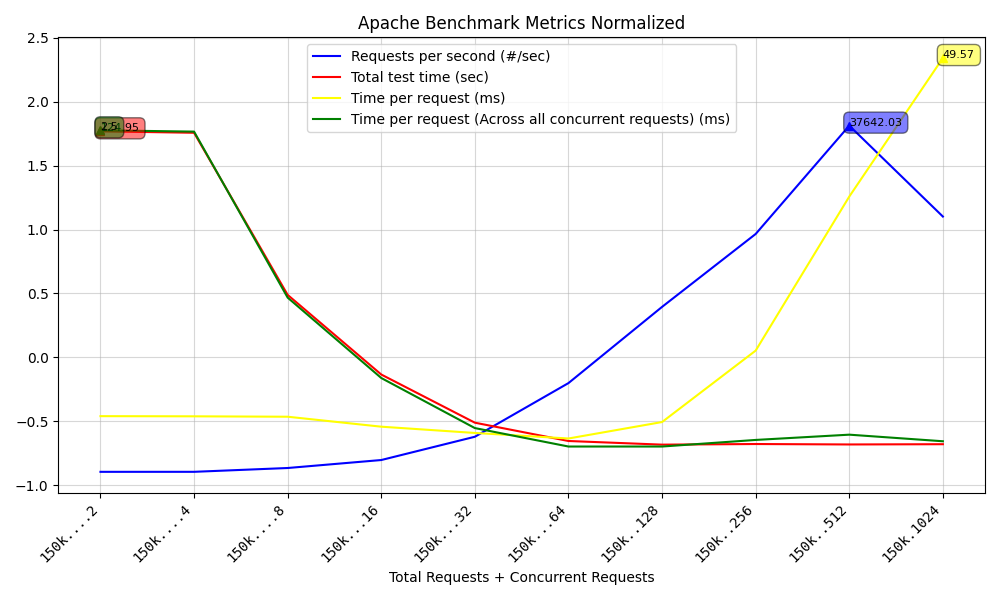 Apache Benchmark Metrics Normalized
Requests per second (#/sec)
Total test time (sec)
Time per request (ms)
Time per request (Across all concurrent requests) (ms)
2.5
2.0
1.5
1.0
0.5
0.0
−0.5
−1.0
49.57
37642.03
150k....2
150k....4
150k....8
150k...16
150k...32
150k...64
150k..128
150k..256
150k..512
150k.1024
Total Requests + Concurrent Requests